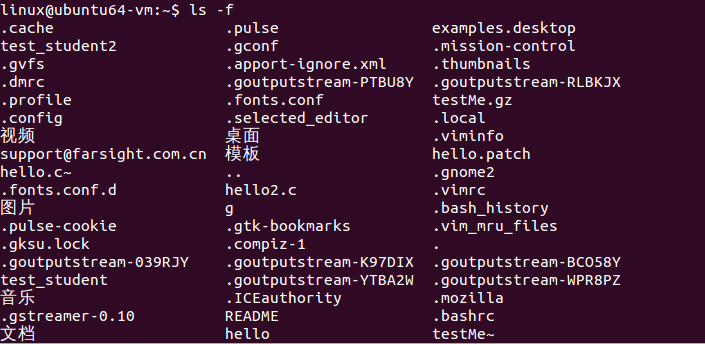 linux@ubuntu64-vm:~$ ls -f
.cache .pulse examples.desktop
test_student2 .gconf .mission-control
.gvfs .apport-ignore.xml .thumbnails
.dmrc .goutputstream-PTBU8Y .goutputstream-RLBKJX
.profile .fonts.conf testMe.gz
.config .selected_editor .local
视频 桌面 .viminfo
support@farsight.com.cn 模板 hello.patch
hello.c~ .. .gnome2
.fonts.conf.d hello2.c .vimrc
图片 g .bash_history
.pulse-cookie .gtk-bookmarks .vim_mru_files
.gksu.lock .compiz-1 .
.goutputstream-039RJY .goutputstream-K97DIX .goutputstream-BCO58Y
test_student .goutputstream-YTBA2W .goutputstream-WPR8PZ
音乐 .ICEauthority .mozilla
.gstreamer-0.10 README .bashrc
文档 hello testMe~